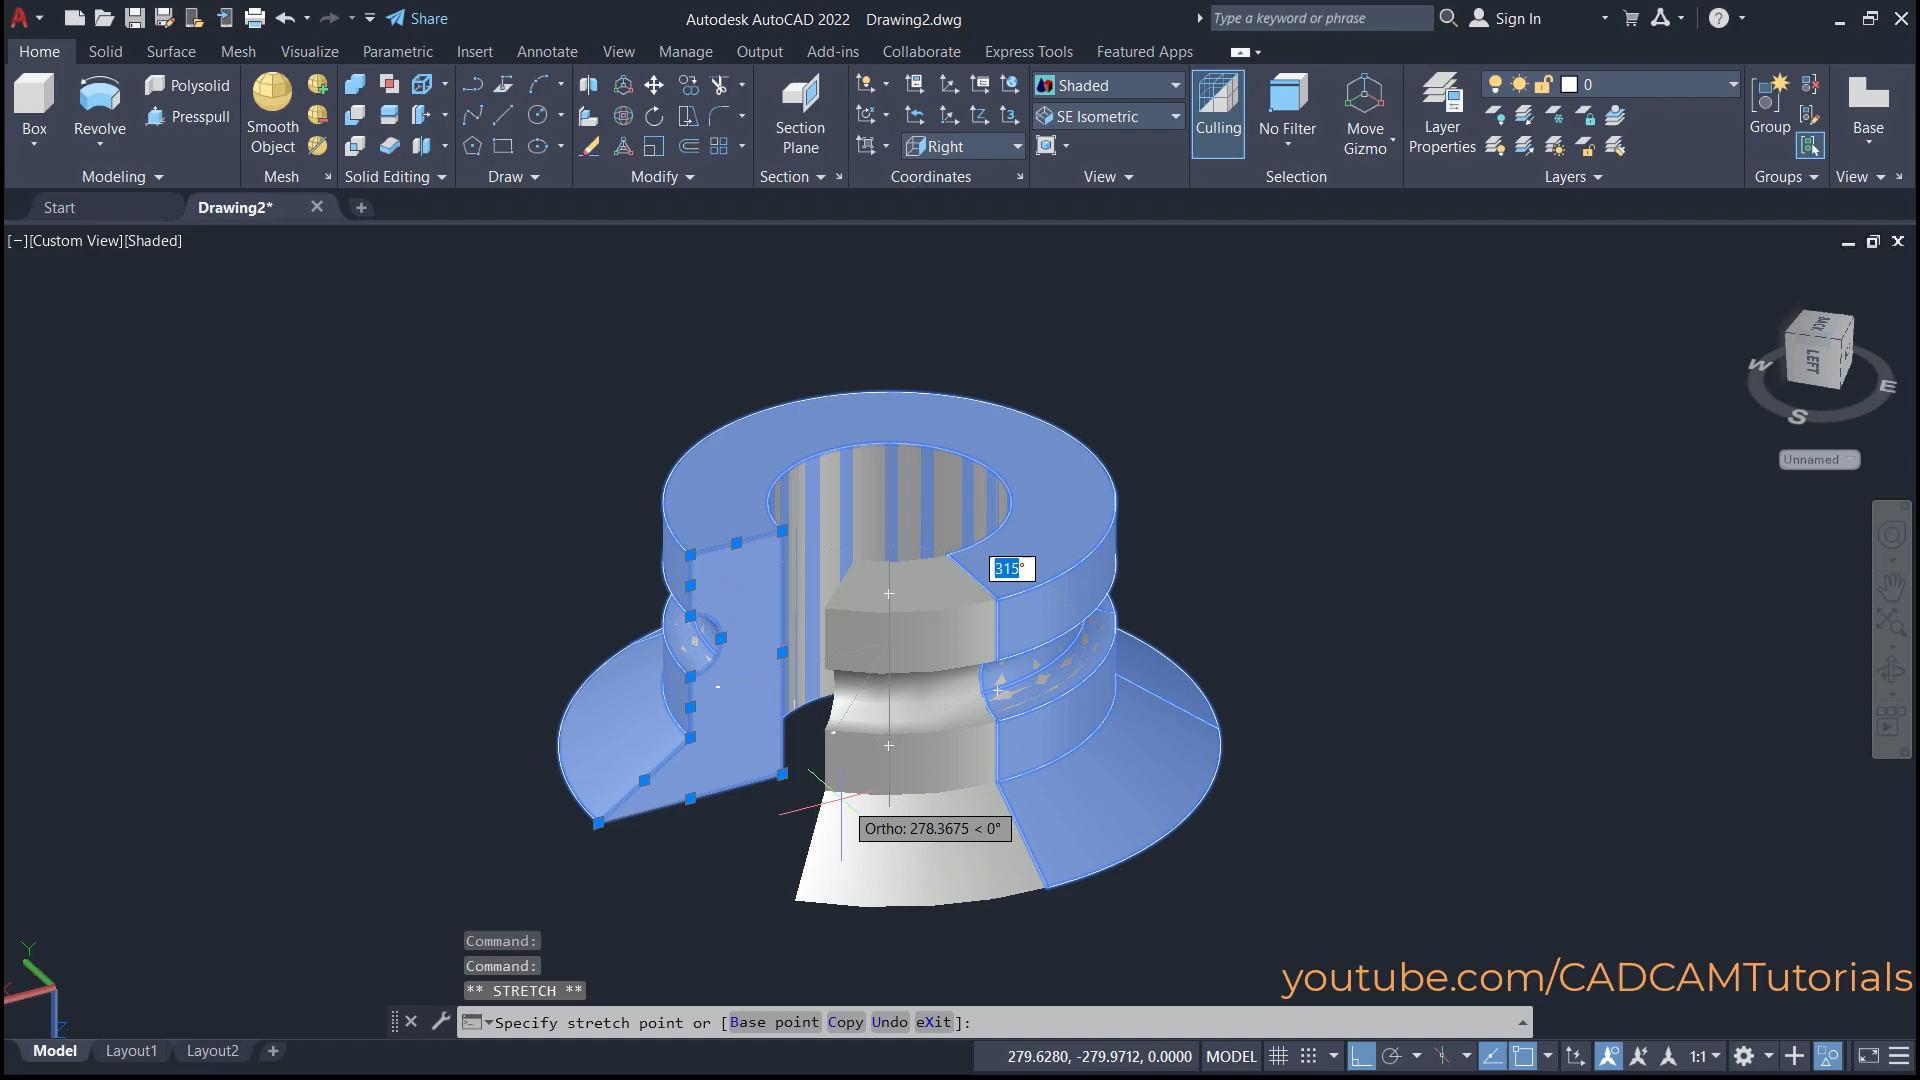 Share
Autodesk AutoCAD 2022 Drawing2.dwg
Type a keyword or phrase
Sign In
Home Solid Surface Mesh Visualize Parametric Insert Annotate View Manage Output Add-ins Collaborate Express Tools Featured Apps
Box
Revolve
Polysolid
Presspull
Smooth
Object
Section
Plane
Right
Shaded
SE Isometric
Culling
No Filter
Move
Gizmo
Layer
Properties
0
Group
Base
Modeling Mesh Solid Editing Draw Modify Section Coordinates View Selection Layers Groups View
Start Drawing2*
[−][Custom View][Shaded]
BACK
LEFT
W
E
S
Unnamed
315°
Ortho: 278.3675 < 0°
Y
Z
Command:
Command:
** STRETCH **
youtube.com/CADCAMTutorials
Specify stretch point or [Base point Copy Undo eXit]:
Model Layout1 Layout2
279.6280, -279.9712, 0.0000 MODEL 1:1